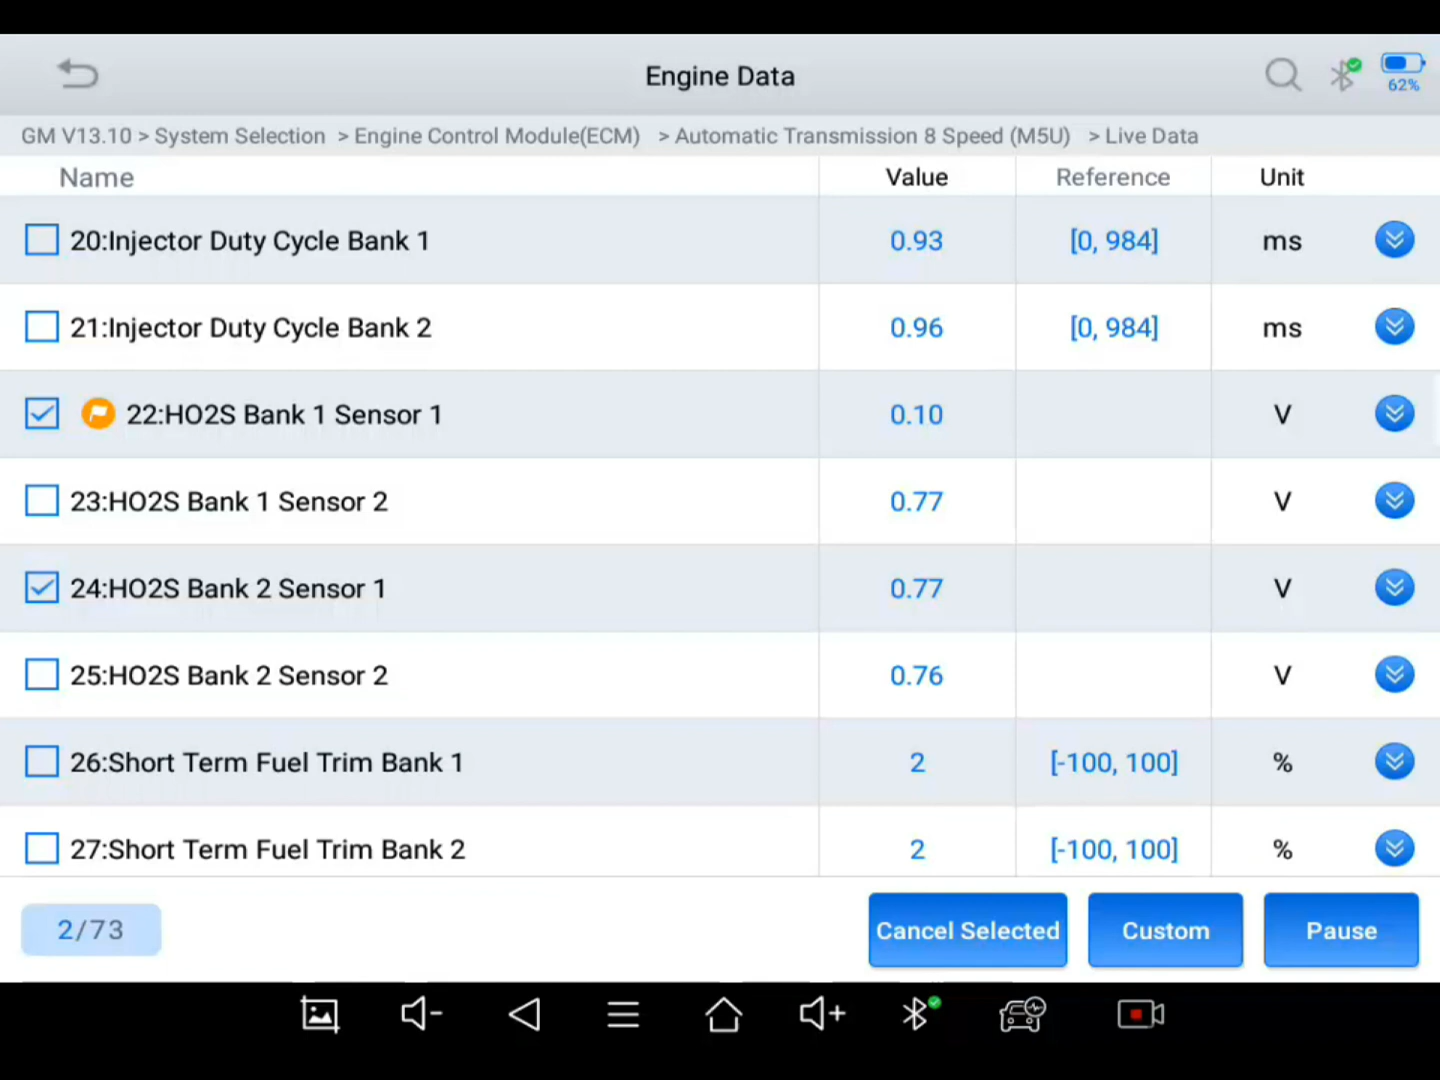 Engine Data
62%
GM V13.10 > System Selection > Engine Control Module(ECM) > Automatic Transmission 8 Speed (M5U) > Live Data
Name Value Reference Unit
20:Injector Duty Cycle Bank 1 0.93 [0, 984] ms
21:Injector Duty Cycle Bank 2 0.96 [0, 984] ms
22:HO2S Bank 1 Sensor 1 0.10 V
23:HO2S Bank 1 Sensor 2 0.77 V
24:HO2S Bank 2 Sensor 1 0.77 V
25:HO2S Bank 2 Sensor 2 0.76 V
26:Short Term Fuel Trim Bank 1 2 [-100, 100] %
27:Short Term Fuel Trim Bank 2 2 [-100, 100] %
2/73 Cancel Selected Custom Pause